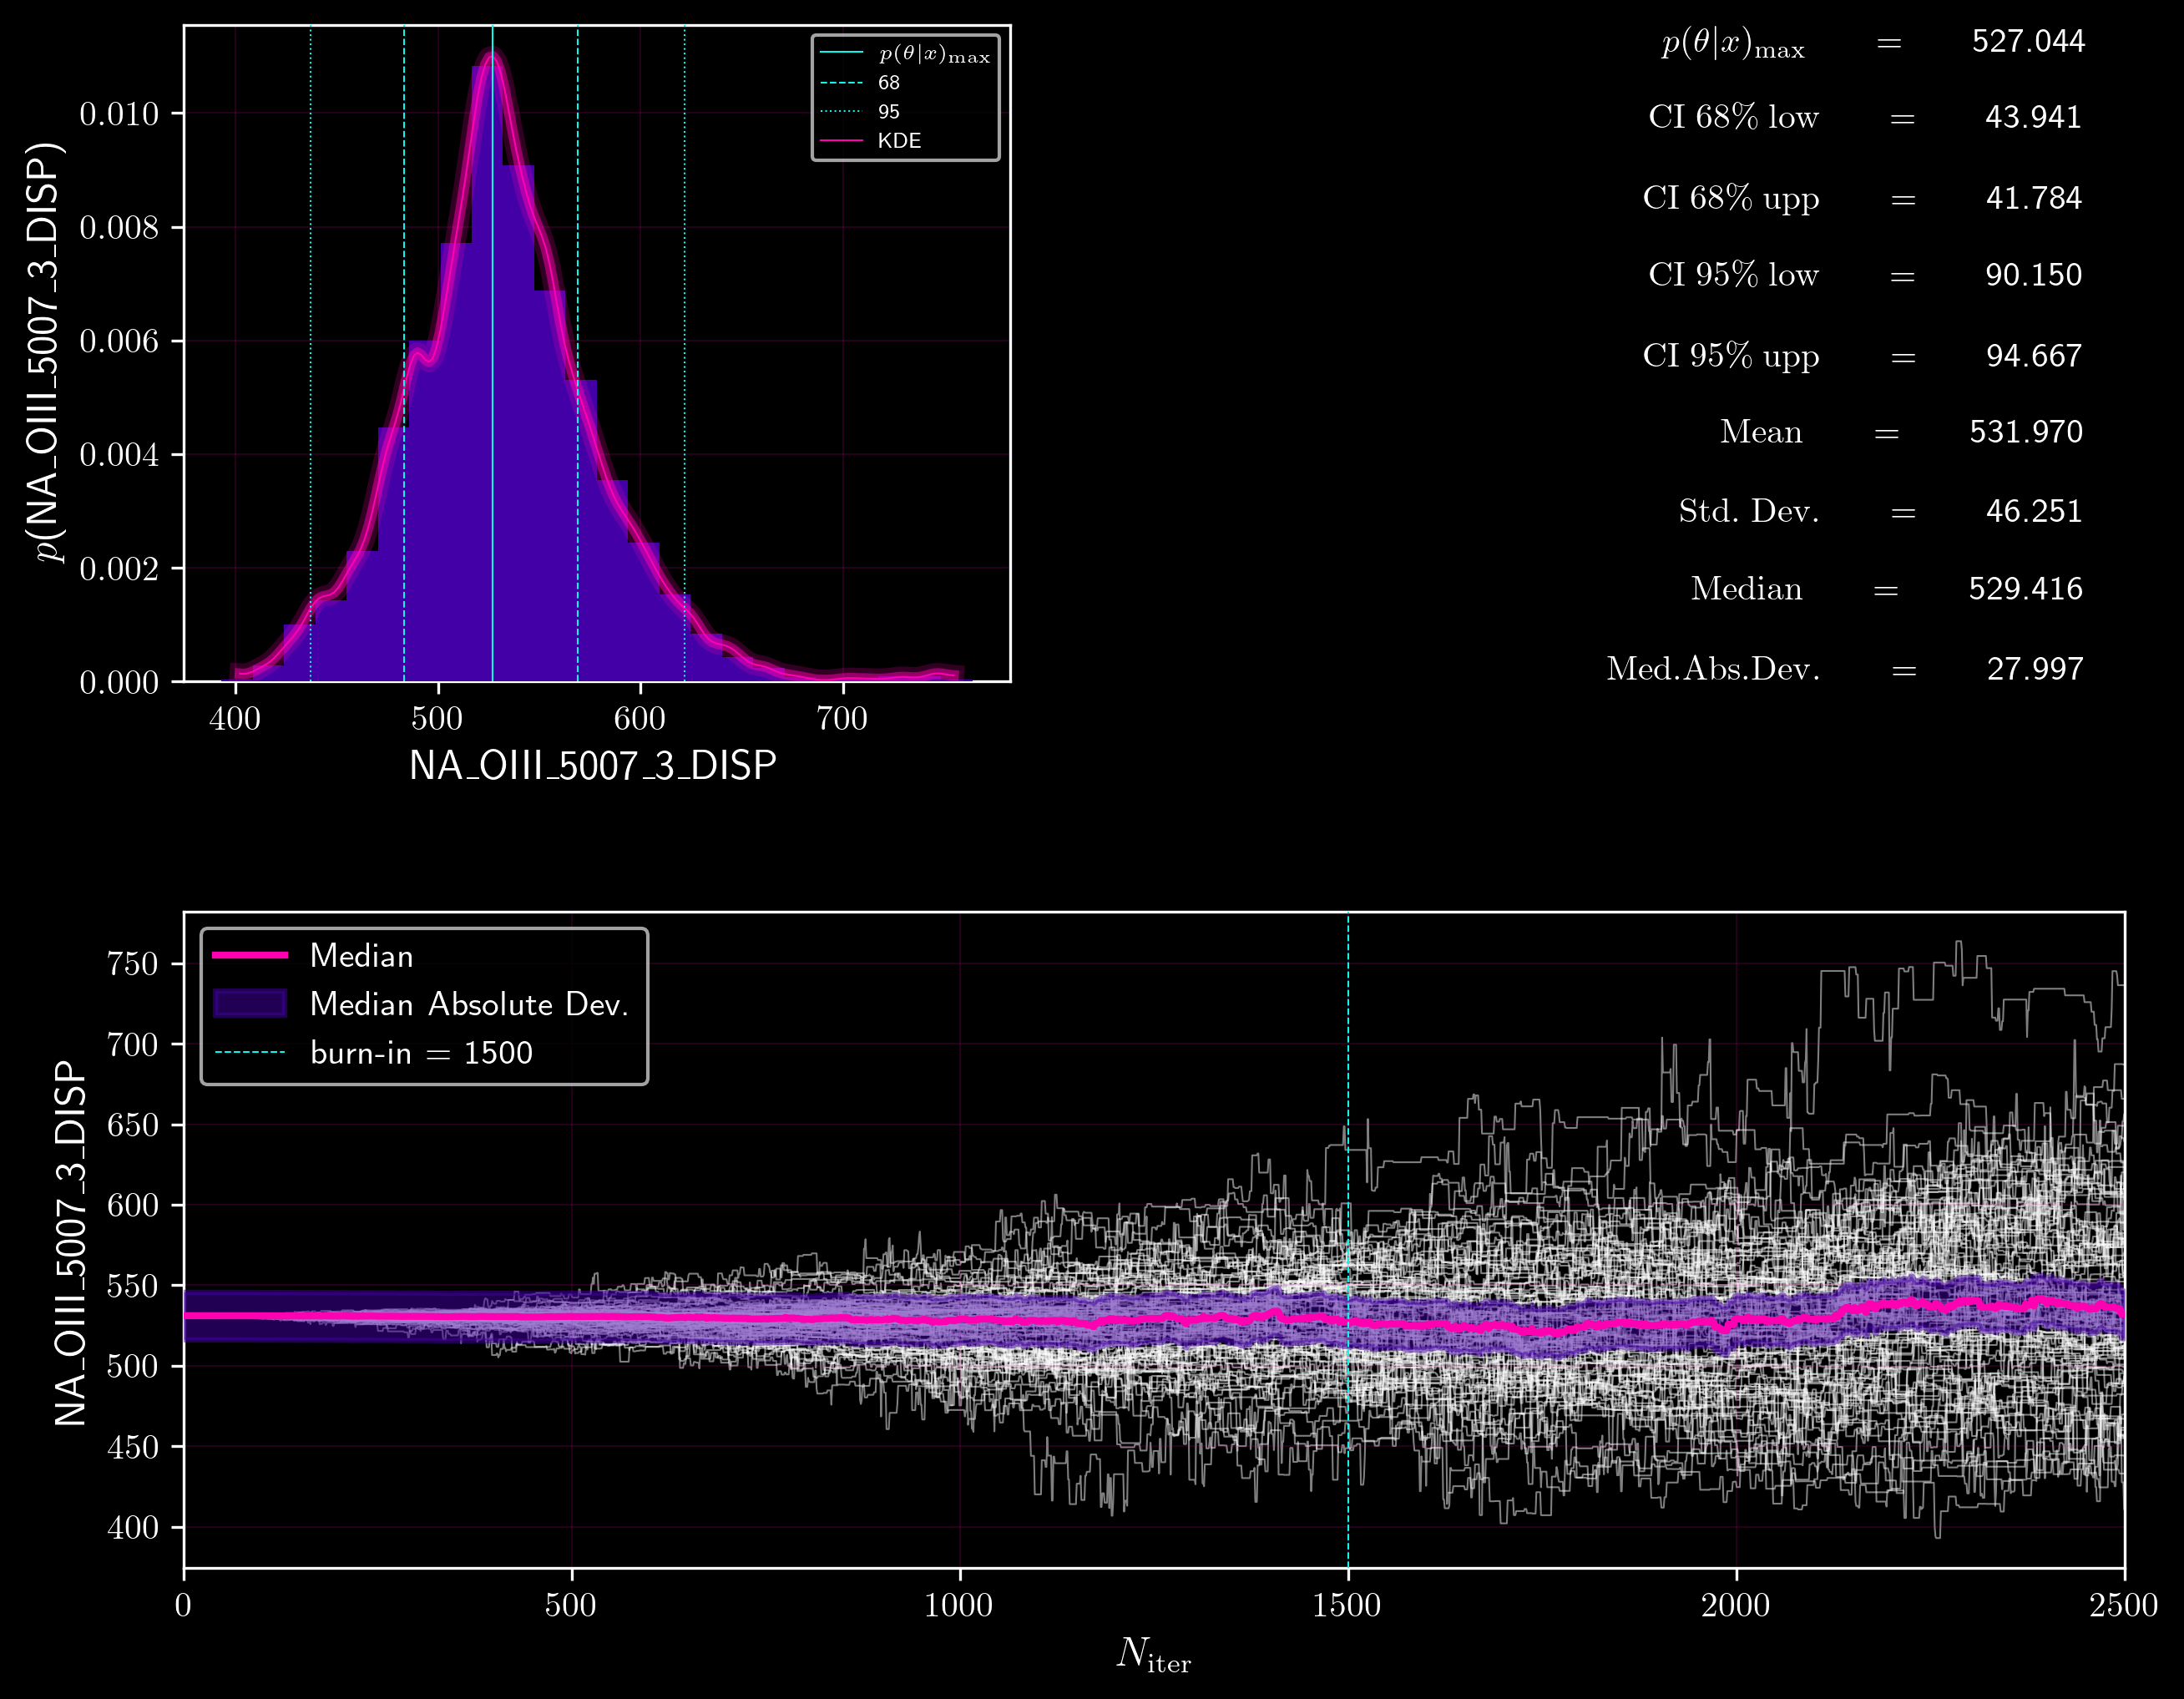 p(NA_OIII_5007_3_DISP)
0.010
0.008
0.006
0.004
0.002
0.000
400 500 600 700
NA_OIII_5007_3_DISP
p(θ|x)max
68
95
KDE
p(θ|x)max = 527.044
CI 68% low = 43.941
CI 68% upp = 41.784
CI 95% low = 90.150
CI 95% upp = 94.667
Mean = 531.970
Std. Dev. = 46.251
Median = 529.416
Med.Abs.Dev. = 27.997
NA_OIII_5007_3_DISP
750
700
650
600
550
500
450
400
Median
Median Absolute Dev.
burn-in = 1500
0 500 1000 1500 2000 2500
Niter